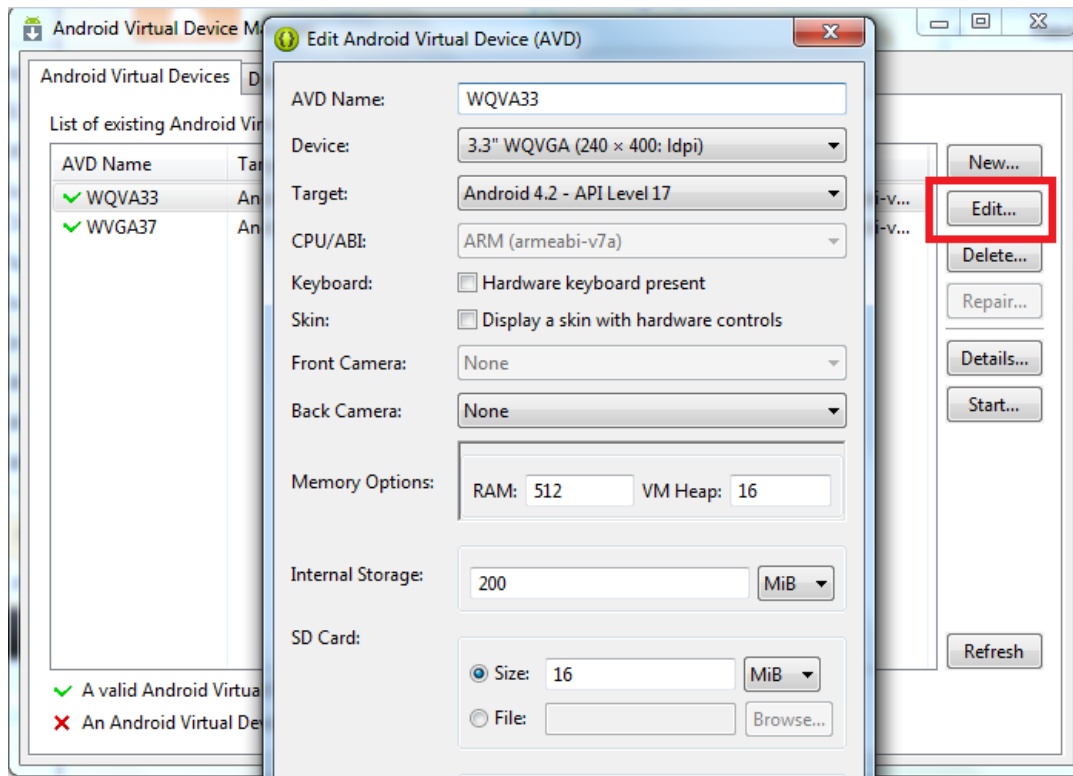 Android Virtual Device M
Edit Android Virtual Device (AVD)
Android Virtual Devices
D
List of existing Android Vir
AVD Name
Tar
WQVA33
An
i-v...
WVGA37
An
i-v...
AVD Name:
WQVA33
Device:
3.3" WQVGA (240 × 400: ldpi)
Target:
Android 4.2 - API Level 17
CPU/ABI:
ARM (armeabi-v7a)
Keyboard:
Hardware keyboard present
Skin:
Display a skin with hardware controls
Front Camera:
None
Back Camera:
None
Memory Options:
RAM: 512
VM Heap: 16
Internal Storage:
200
MiB
SD Card:
Size: 16
MiB
File:
Browse...
New...
Edit...
Delete...
Repair...
Details...
Start...
Refresh
A valid Android Virtua
An Android Virtual De